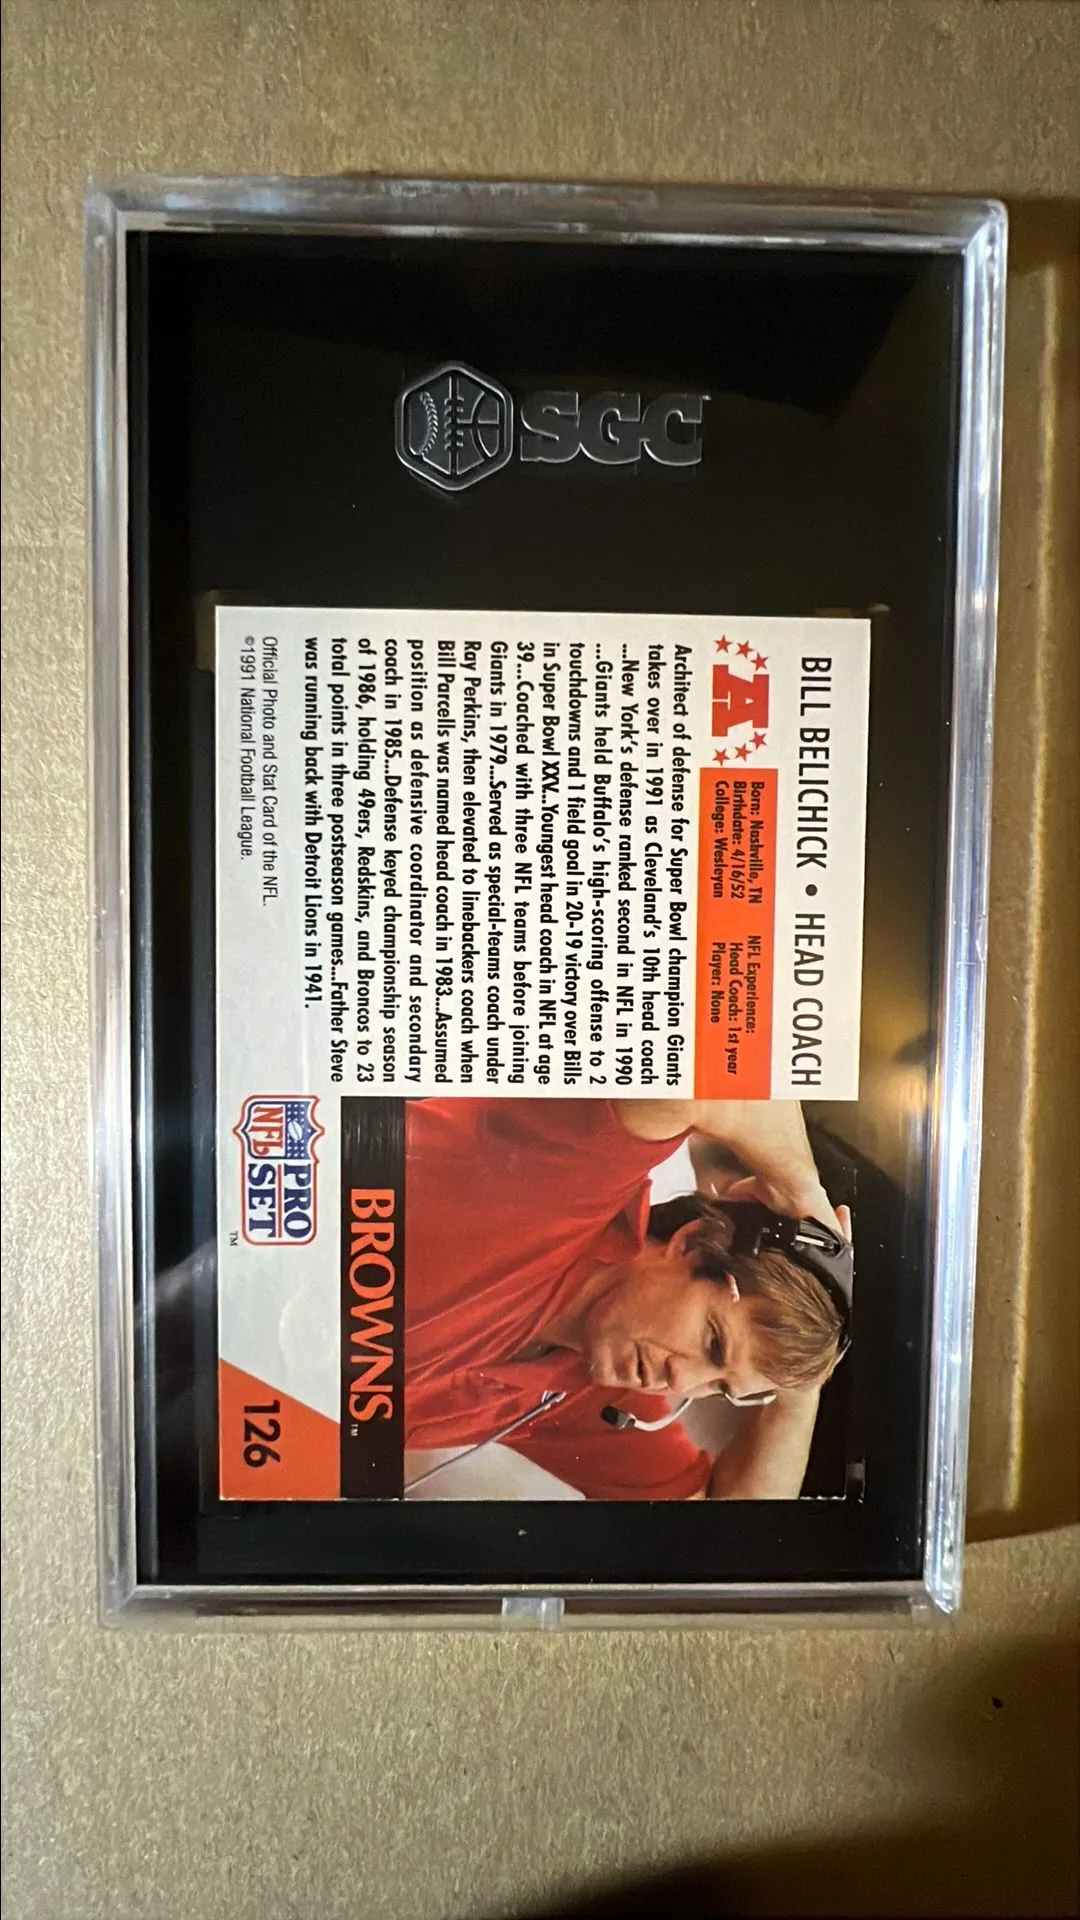 SGC
BILL BELICHICK • HEAD COACH
A
Born: Nashville, TN
Birthdate: 4/16/52
College: Wesleyan
NFL Experience:
Head Coach: 1st year
Player: None
Architect of defense for Super Bowl champion Giants
takes over in 1991 as Cleveland's 10th head coach
...New York's defense ranked second in NFL in 1990
...Giants held Buffalo's high-scoring offense to 2
touchdowns and 1 field goal in 20-19 victory over Bills
in Super Bowl XXV...Youngest head coach in NFL at age
39...Coached with three NFL teams before joining
Giants in 1979...Served as special-teams coach under
Ray Perkins, then elevated to linebackers coach when
Bill Parcells was named head coach in 1983...Assumed
position as defensive coordinator and secondary
coach in 1985...Defense keyed championship season
of 1986, holding 49ers, Redskins, and Broncos to 23
total points in three postseason games...Father Steve
was running back with Detroit Lions in 1941.
Official Photo and Stat Card of the NFL.
©1991 National Football League.
BROWNS™
NFL PRO
SET™
126